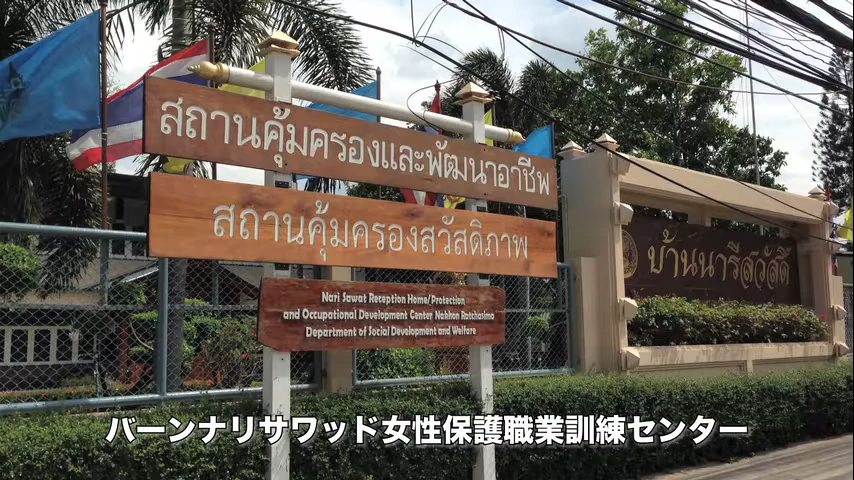 สถานคุ้มครองและพัฒนาอาชีพ
สถานคุ้มครองสวัสดิภาพ
Nari Sawat Reception Home/Protection
and Occupational Development Center Nakhon Ratchasima
Department of Social Development and Welfare
บ้านนารีสวัสดิ์
バーンナリサワッド女性保護職業訓練センター